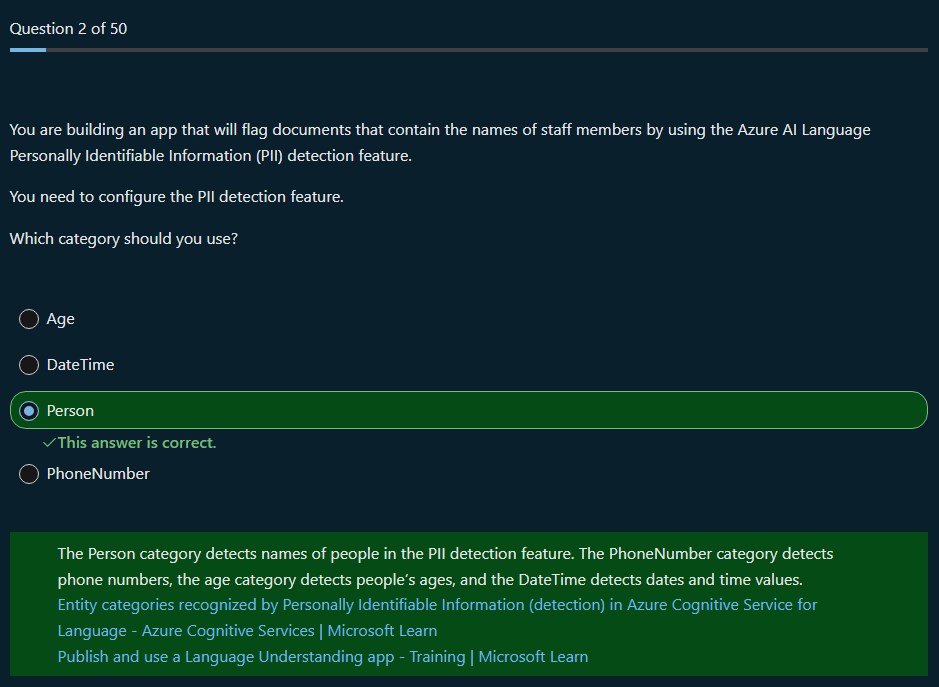 Question 2 of 50
You are building an app that will flag documents that contain the names of staff members by using the Azure AI Language
Personally Identifiable Information (PII) detection feature.
You need to configure the PII detection feature.
Which category should you use?
Age
DateTime
Person
✓This answer is correct.
PhoneNumber
The Person category detects names of people in the PII detection feature. The PhoneNumber category detects
phone numbers, the age category detects people’s ages, and the DateTime detects dates and time values.
Entity categories recognized by Personally Identifiable Information (detection) in Azure Cognitive Service for
Language - Azure Cognitive Services | Microsoft Learn
Publish and use a Language Understanding app - Training | Microsoft Learn